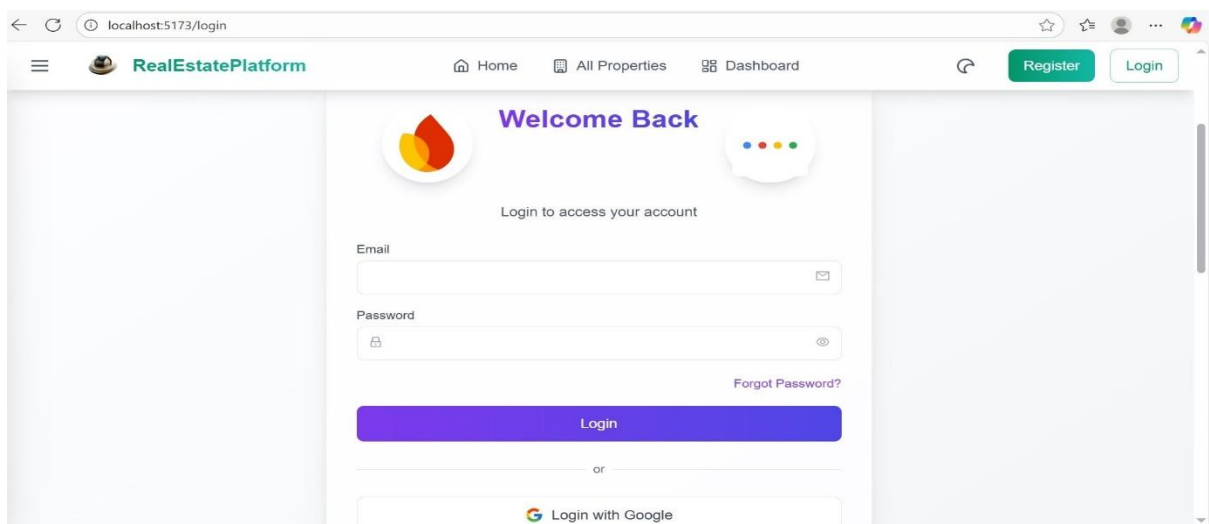 localhost:5173/login
RealEstatePlatform Home All Properties Dashboard Register Login
Welcome Back
Login to access your account
Email
Password
Forgot Password?
Login
or
Login with Google